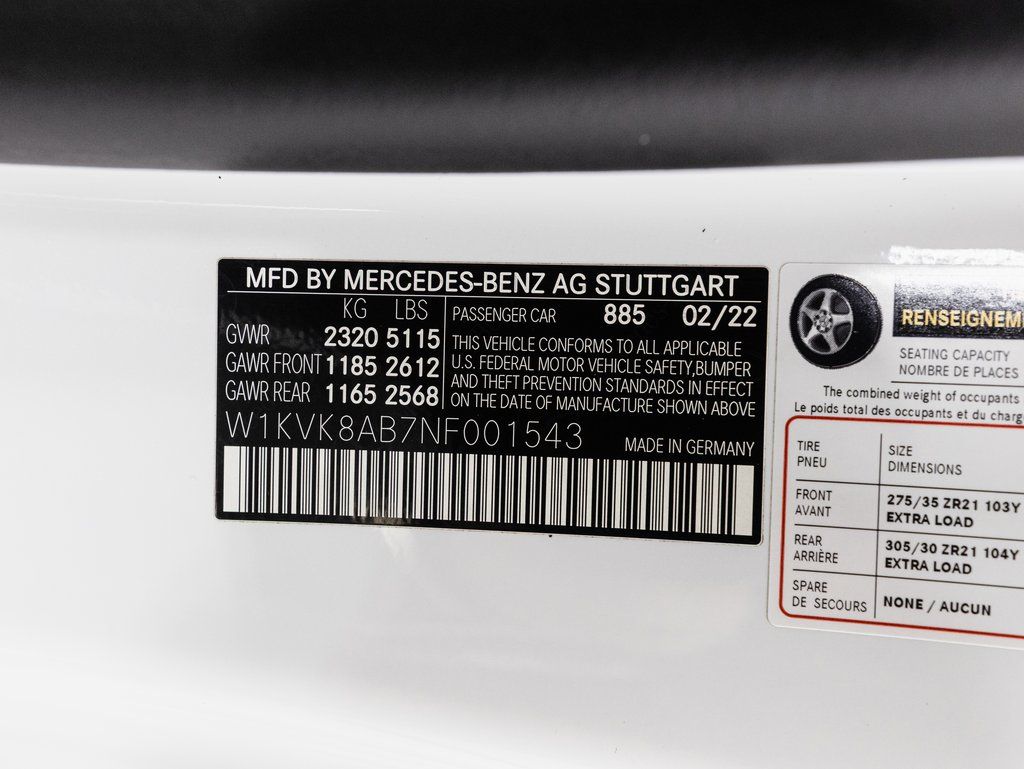 MFD BY MERCEDES-BENZ AG STUTTGART
KG LBS
GVWR 2320 5115
GAWR FRONT 1185 2612
GAWR REAR 1165 2568
PASSENGER CAR 885 02/22
THIS VEHICLE CONFORMS TO ALL APPLICABLE
U.S. FEDERAL MOTOR VEHICLE SAFETY,BUMPER
AND THEFT PREVENTION STANDARDS IN EFFECT
ON THE DATE OF MANUFACTURE SHOWN ABOVE
W1KVK8AB7NF001543 MADE IN GERMANY
SEATING CAPACITY
NOMBRE DE PLACES
The combined weight of occupants
Le poids total des occupants et du
TIRE
PNEU
SIZE
DIMENSIONS
FRONT
AVANT
275/35 ZR21 103Y
EXTRA LOAD
REAR
ARRIÈRE
305/30 ZR21 104Y
EXTRA LOAD
SPARE
DE SECOURS
NONE / AUCUN